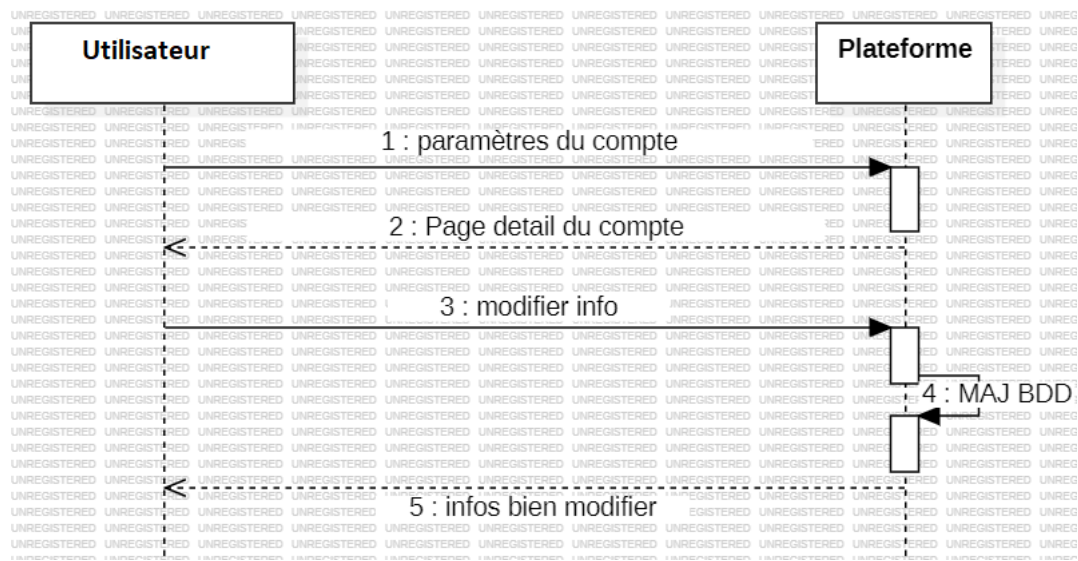 Utilisateur
Plateforme
1 : paramètres du compte
2 : Page detail du compte
3 : modifier info
4 : MAJ BDD
5 : infos bien modifier
UNREGISTERED